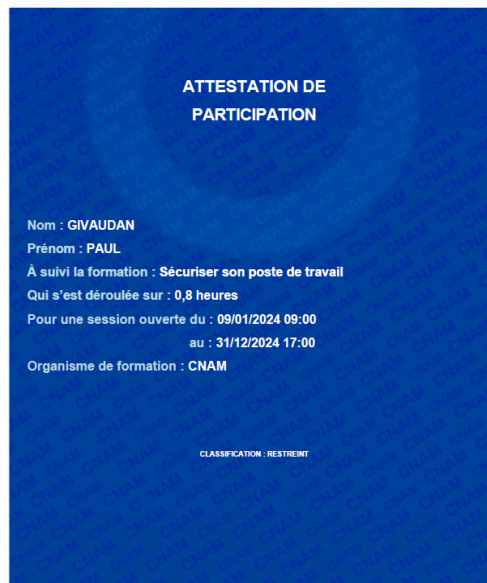 ATTESTATION DE
PARTICIPATION
Nom : GIVAUDAN
Prénom : PAUL
À suivi la formation : Sécuriser son poste de travail
Qui s'est déroulée sur : 0,8 heures
Pour une session ouverte du : 09/01/2024 09:00
au : 31/12/2024 17:00
Organisme de formation : CNAM
CLASSIFICATION : RESTREINT